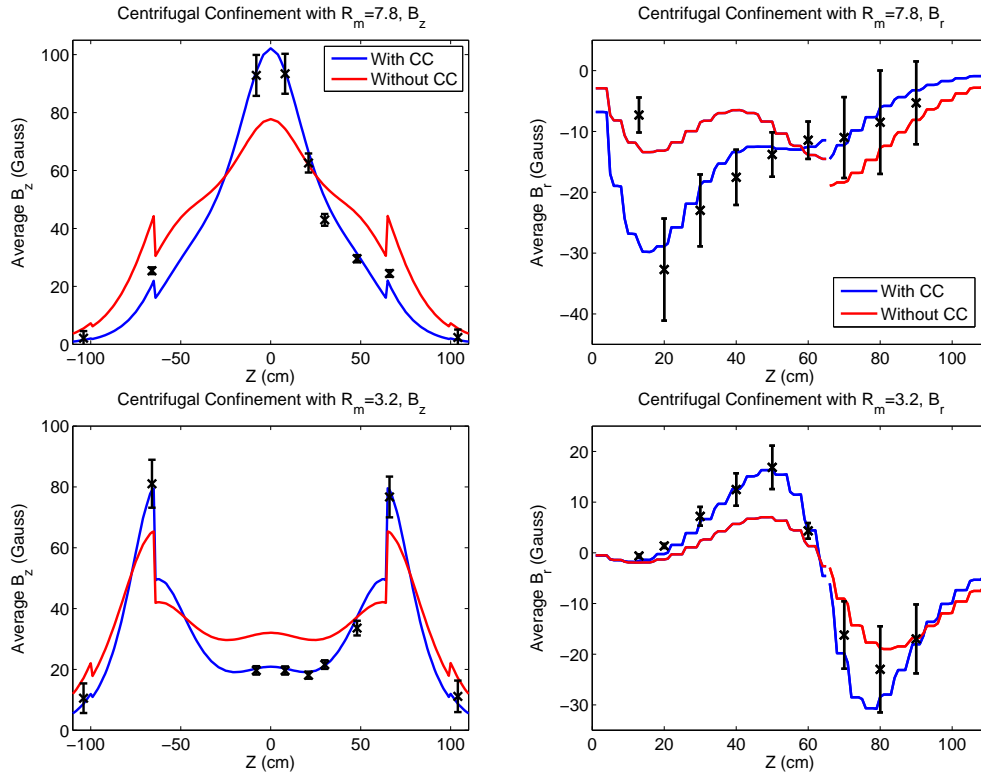 Centrifugal Confinement with R_m=7.8, B_z
100
80
60
40
20
0
Average B_z (Gauss)
With CC
Without CC
−100 −50 0 50 100
Z (cm)
Centrifugal Confinement with R_m=7.8, B_r
0
−10
−20
−30
−40
Average B_r (Gauss)
With CC
Without CC
0 20 40 60 80 100
Z (cm)
Centrifugal Confinement with R_m=3.2, B_z
100
80
60
40
20
0
Average B_z (Gauss)
−100 −50 0 50 100
Z (cm)
Centrifugal Confinement with R_m=3.2, B_r
20
10
0
−10
−20
−30
Average B_r (Gauss)
0 20 40 60 80 100
Z (cm)